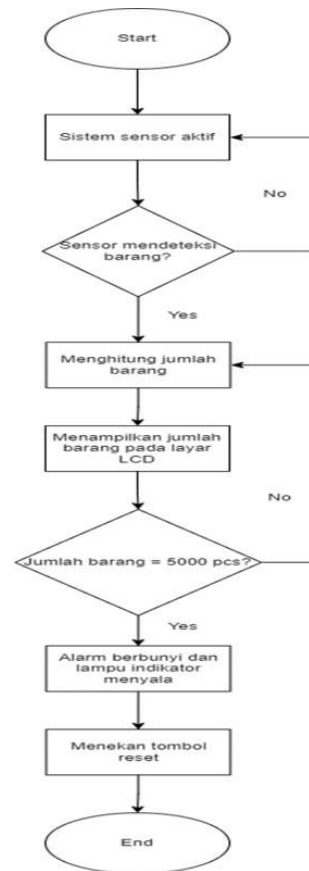 Start
Sistem sensor aktif
No
Sensor mendeteksi
barang?
Yes
Menghitung jumlah
barang
Menampilkan jumlah
barang pada layar
LCD
No
Jumlah barang = 5000 pcs?
Yes
Alarm berbunyi dan
lampu indikator
menyala
Menekan tombol
reset
End